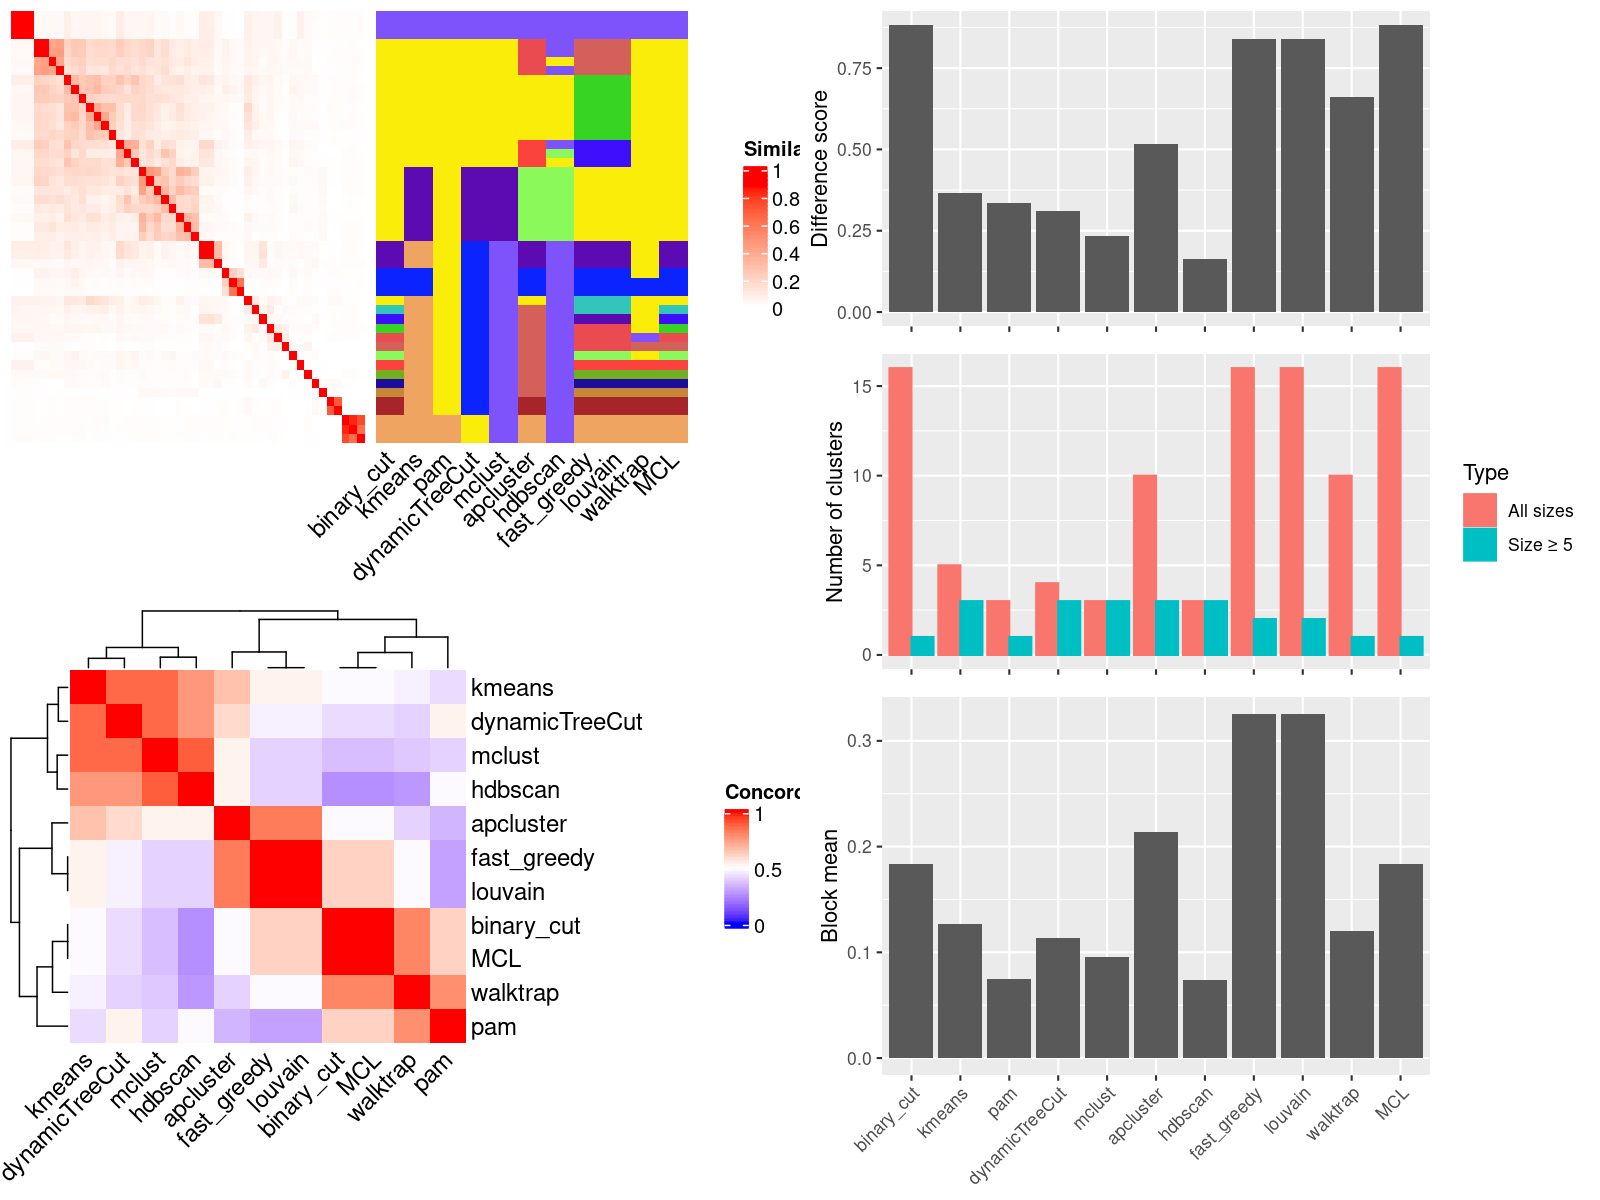 Simila
1
0.8
0.6
0.4
0.2
0
binary_cut
kmeans
pam
dynamicTreeCut
mclust
apcluster
hdbscan
fast_greedy
louvain
walktrap
MCL
kmeans
dynamicTreeCut
mclust
hdbscan
apcluster
fast_greedy
louvain
binary_cut
MCL
walktrap
pam
Concord
1
0.5
0
kmeans
dynamicTreeCut
mclust
hdbscan
apcluster
fast_greedy
louvain
binary_cut
MCL
walktrap
pam
Difference score
0.75
0.50
0.25
0.00
Number of clusters
15
10
5
0
Type
All sizes
Size ≥ 5
Block mean
0.3
0.2
0.1
0.0
binary_cut
kmeans
pam
dynamicTreeCut
mclust
apcluster
hdbscan
fast_greedy
louvain
walktrap
MCL